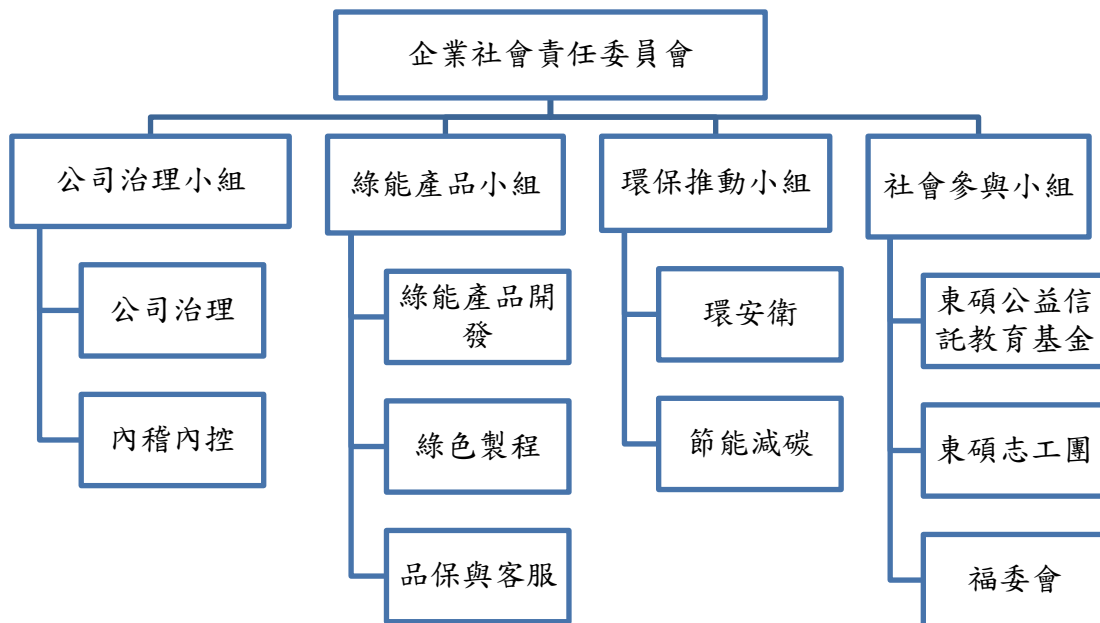 企業社會責任委員會
公司治理小組
綠能產品小組
環保推動小組
社會參與小組
公司治理
內稽內控
綠能產品開
發
綠色製程
品保與客服
環安衛
節能減碳
東碩公益信
託教育基金
東碩志工團
福委會